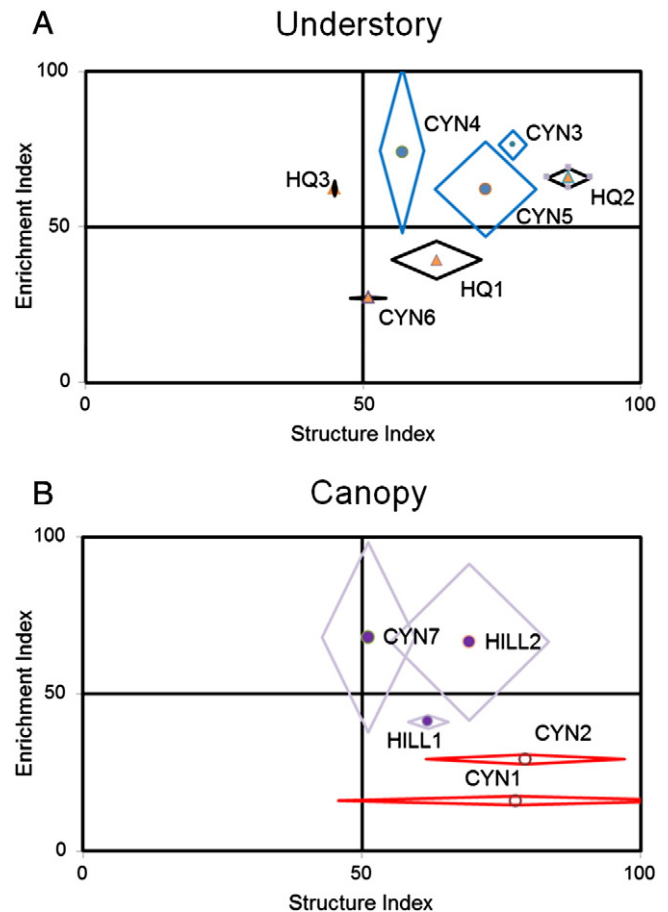 A
Understory
100
CYN4
CYN3
HQ3
HQ2
CYN5
50
HQ1
CYN6
0
0
50
100
Enrichment Index
Structure Index
B
Canopy
100
CYN7
HILL2
50
HILL1
CYN2
CYN1
0
0
50
100
Enrichment Index
Structure Index